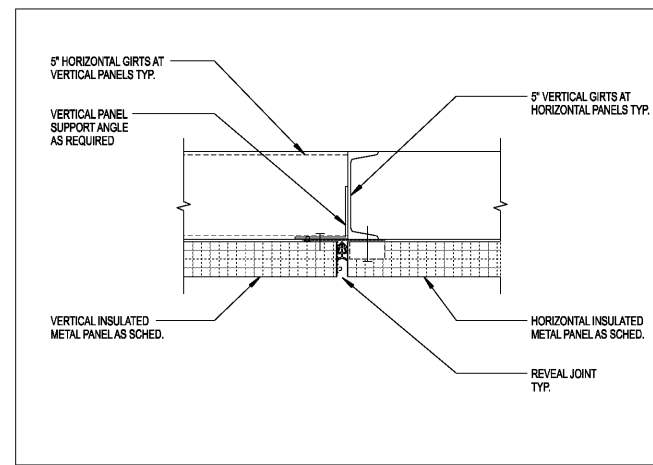 5" HORIZONTAL GIRTS AT
VERTICAL PANELS TYP.
VERTICAL PANEL
SUPPORT ANGLE
AS REQUIRED
5" VERTICAL GIRTS AT
HORIZONTAL PANELS TYP.
VERTICAL INSULATED
METAL PANEL AS SCHED.
HORIZONTAL INSULATED
METAL PANEL AS SCHED.
REVEAL JOINT
TYP.